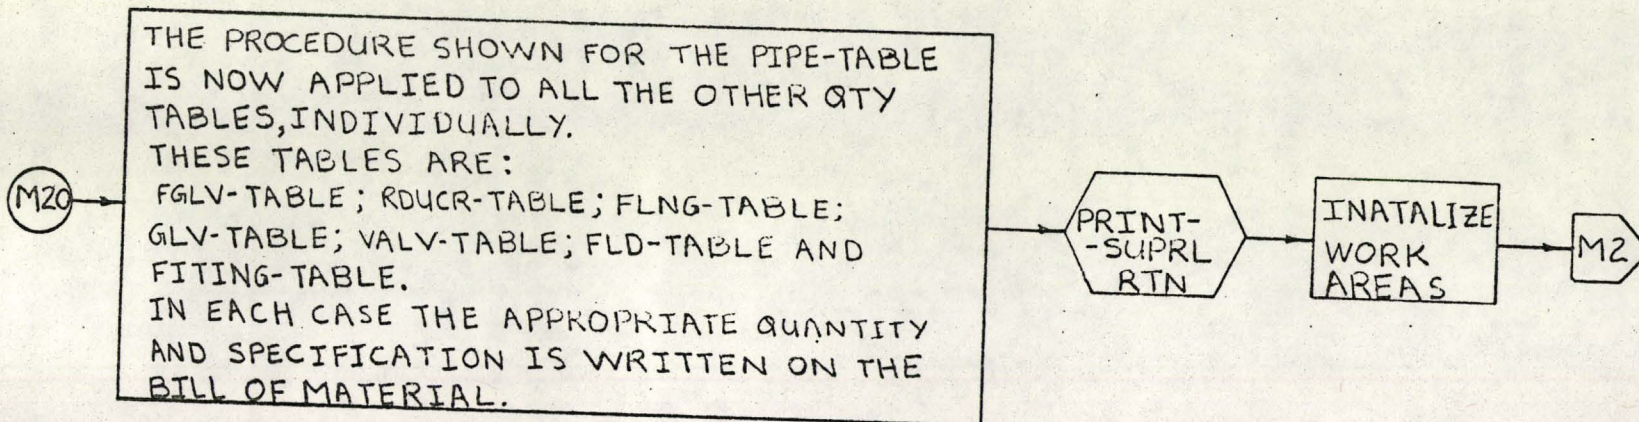 M20
THE PROCEDURE SHOWN FOR THE PIPE-TABLE
IS NOW APPLIED TO ALL THE OTHER QTY
TABLES, INDIVIDUALLY.
THESE TABLES ARE:
FGLV-TABLE; RDUCR-TABLE; FLNG-TABLE;
GLV-TABLE; VALV-TABLE; FLD-TABLE AND
FITING-TABLE.
IN EACH CASE THE APPROPRIATE QUANTITY
AND SPECIFICATION IS WRITTEN ON THE
BILL OF MATERIAL.
PRINT-
-SUPRL
RTN
INATALIZE
WORK
AREAS
M2